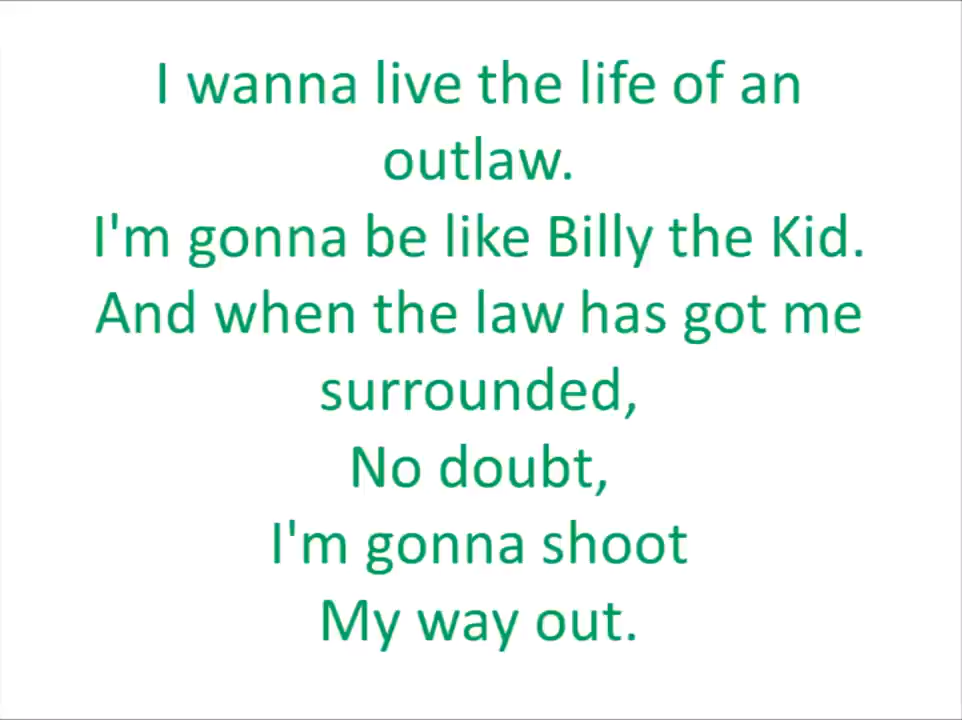 I wanna live the life of an
outlaw.
I'm gonna be like Billy the Kid.
And when the law has got me
surrounded,
No doubt,
I'm gonna shoot
My way out.